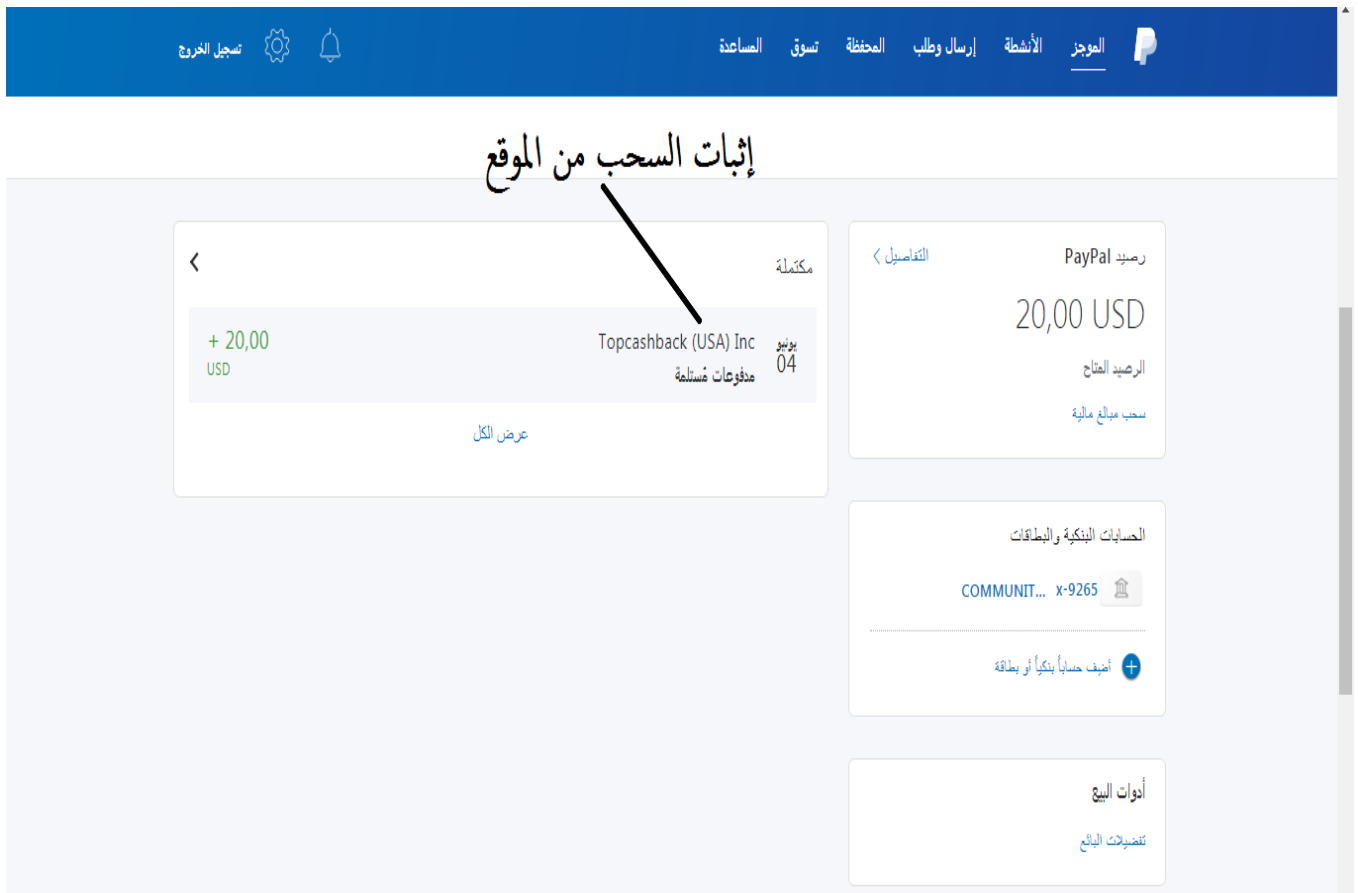 الموجز الأنشطة إرسال وطلب المحفظة تسوق المساعدة تسجيل الخروج
إثبات السحب من الموقع
رصيد PayPal التفاصيل
20,00 USD
الرصيد المتاح
سحب مبالغ مالية
مكتملة
يونيو
04
Topcashback (USA) Inc
مدفوعات مُستلمة
+ 20,00
USD
عرض الكل
الحسابات البنكية والبطاقات
COMMUNIT... x-9265
أضِف حساباً بنكياً أو بطاقة
أدوات البيع
تفضيلات البائع